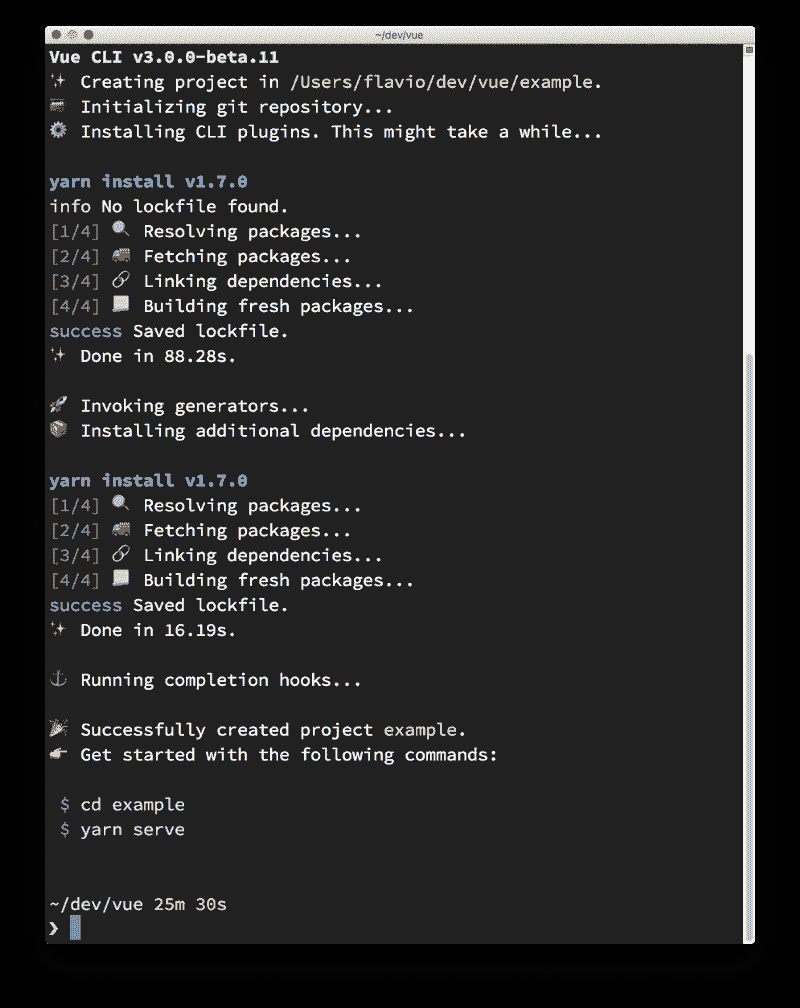 ~/dev/vue
Vue CLI v3.0.0-beta.11
✨ Creating project in /Users/flavio/dev/vue/example.
🗃 Initializing git repository...
⚙ Installing CLI plugins. This might take a while...
yarn install v1.7.0
info No lockfile found.
[1/4] 🔍 Resolving packages...
[2/4] 🚚 Fetching packages...
[3/4] 🔗 Linking dependencies...
[4/4] 📃 Building fresh packages...
success Saved lockfile.
✨ Done in 88.28s.
🚀 Invoking generators...
📦 Installing additional dependencies...
yarn install v1.7.0
[1/4] 🔍 Resolving packages...
[2/4] 🚚 Fetching packages...
[3/4] 🔗 Linking dependencies...
[4/4] 📃 Building fresh packages...
success Saved lockfile.
✨ Done in 16.19s.
⚓ Running completion hooks...
🎉 Successfully created project example.
👉 Get started with the following commands:
$ cd example
$ yarn serve
~/dev/vue 25m 30s
❯